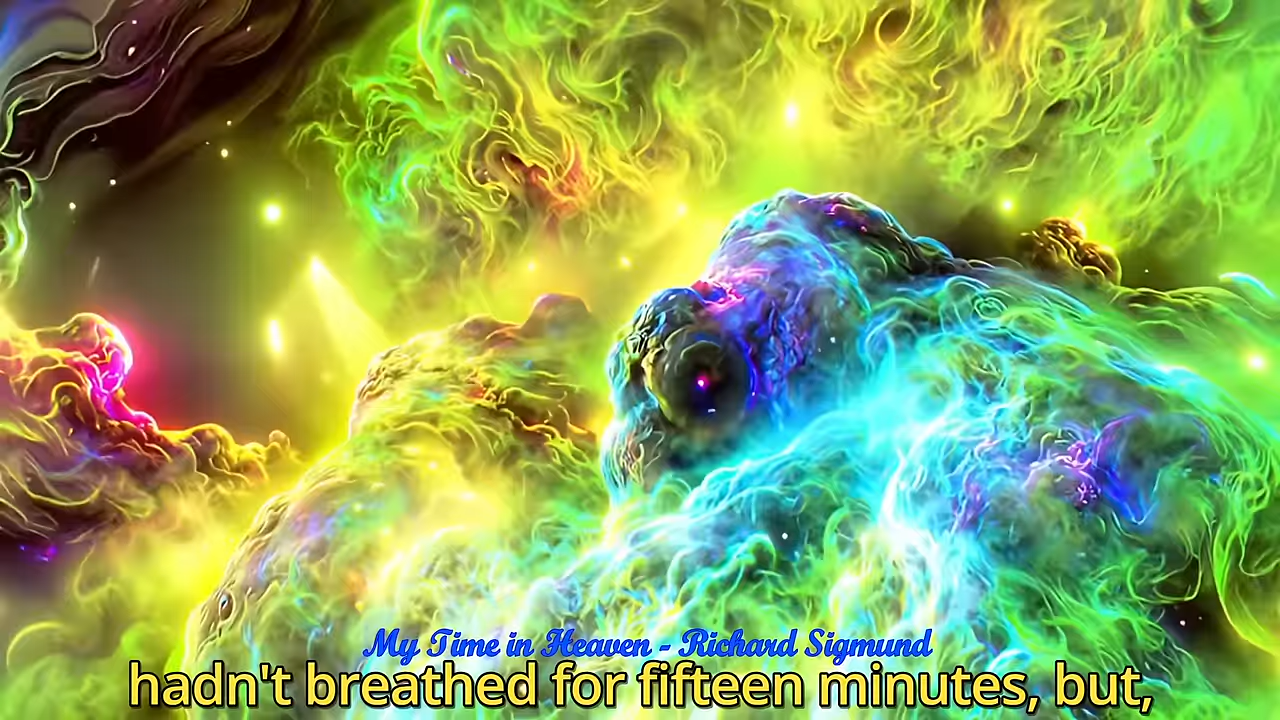 My Time in Heaven - Richard Sigmund
hadn't breathed for fifteen minutes, but,